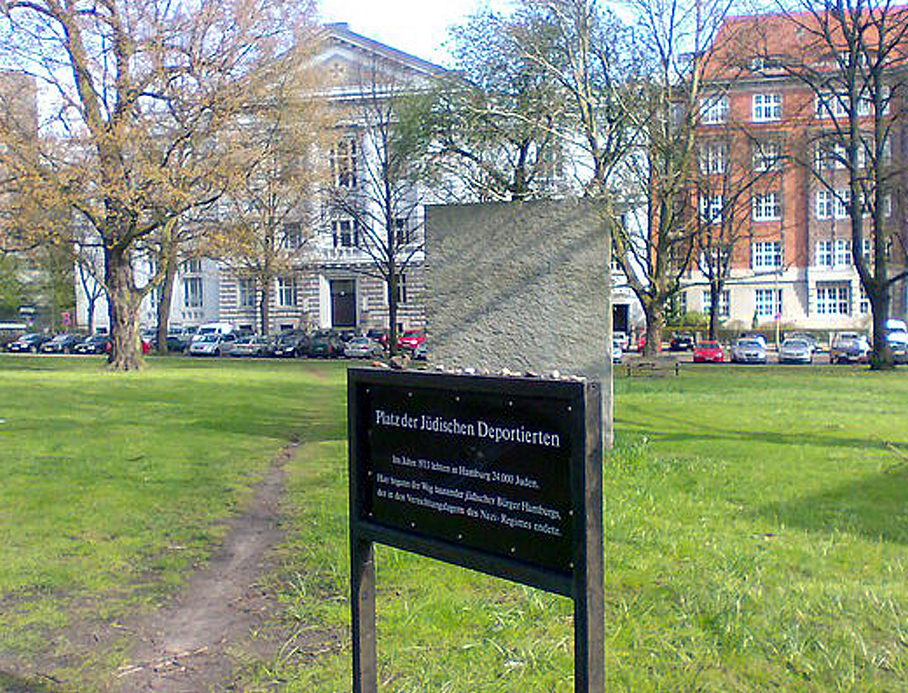 Platz der Jüdischen Deportierten
Im Jahre 1933 lebten in Hamburg 24.000 Juden.
Hier begann der Weg tausender jüdischer Bürger Hamburgs,
der in den Vernichtungslagern des Nazi-Regimes endete.